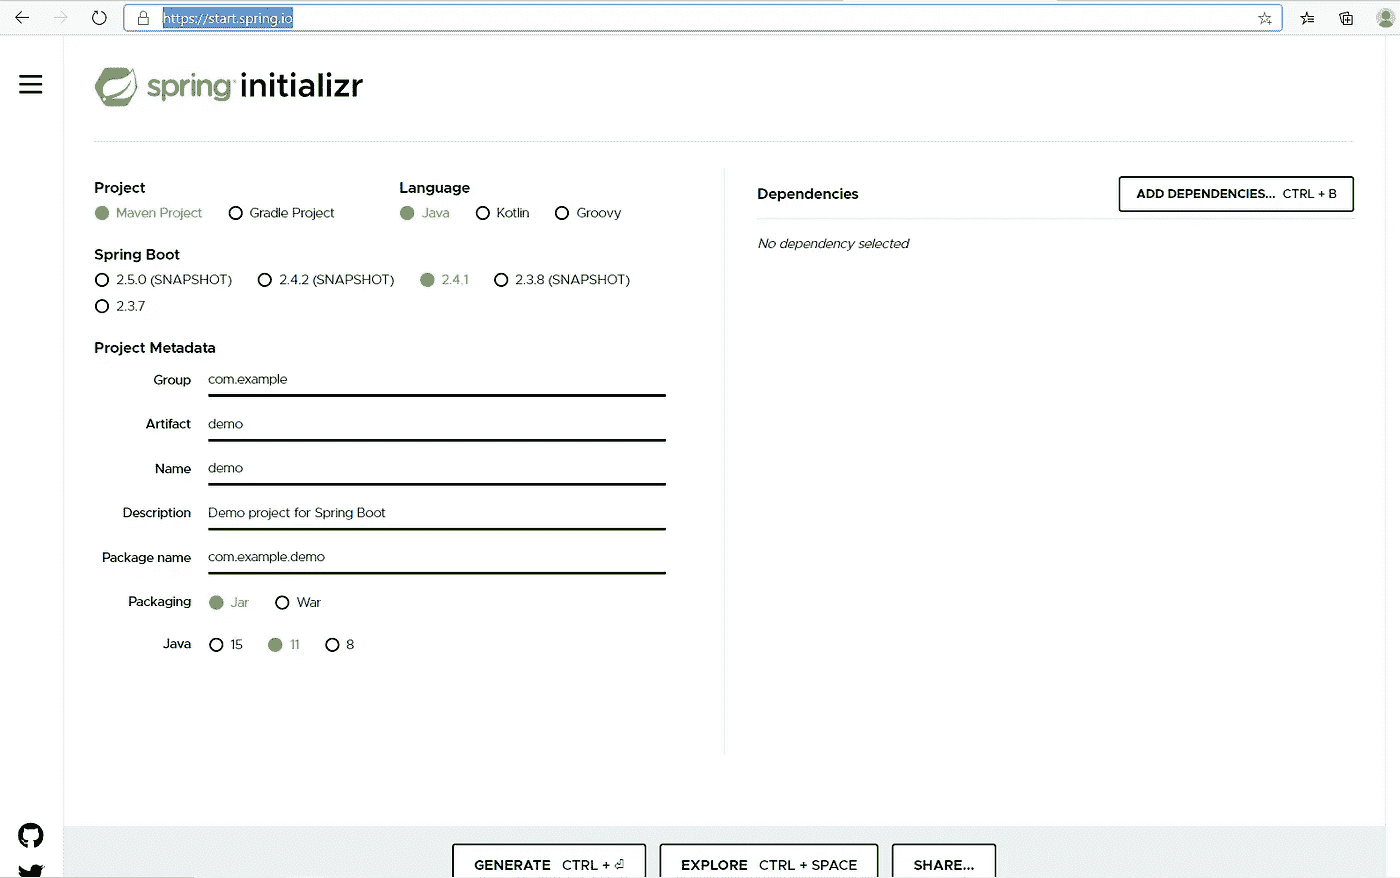 https://start.spring.io
spring initializr
Project
Maven Project Gradle Project
Language
Java Kotlin Groovy
Spring Boot
2.5.0 (SNAPSHOT) 2.4.2 (SNAPSHOT) 2.4.1 2.3.8 (SNAPSHOT)
2.3.7
Project Metadata
Group com.example
Artifact demo
Name demo
Description Demo project for Spring Boot
Package name com.example.demo
Packaging Jar War
Java 15 11 8
Dependencies
ADD DEPENDENCIES... CTRL + B
No dependency selected
GENERATE CTRL + ⏎
EXPLORE CTRL + SPACE
SHARE...